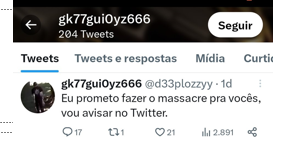 gk77gui0yz666
204 Tweets
Seguir
Tweets Tweets e respostas Mídia Curtic
gk77gui0yz666 @d33plozzyy · 1d
Eu prometo fazer o massacre pra vocês,
vou avisar no Twitter.
17 1 21 2.891